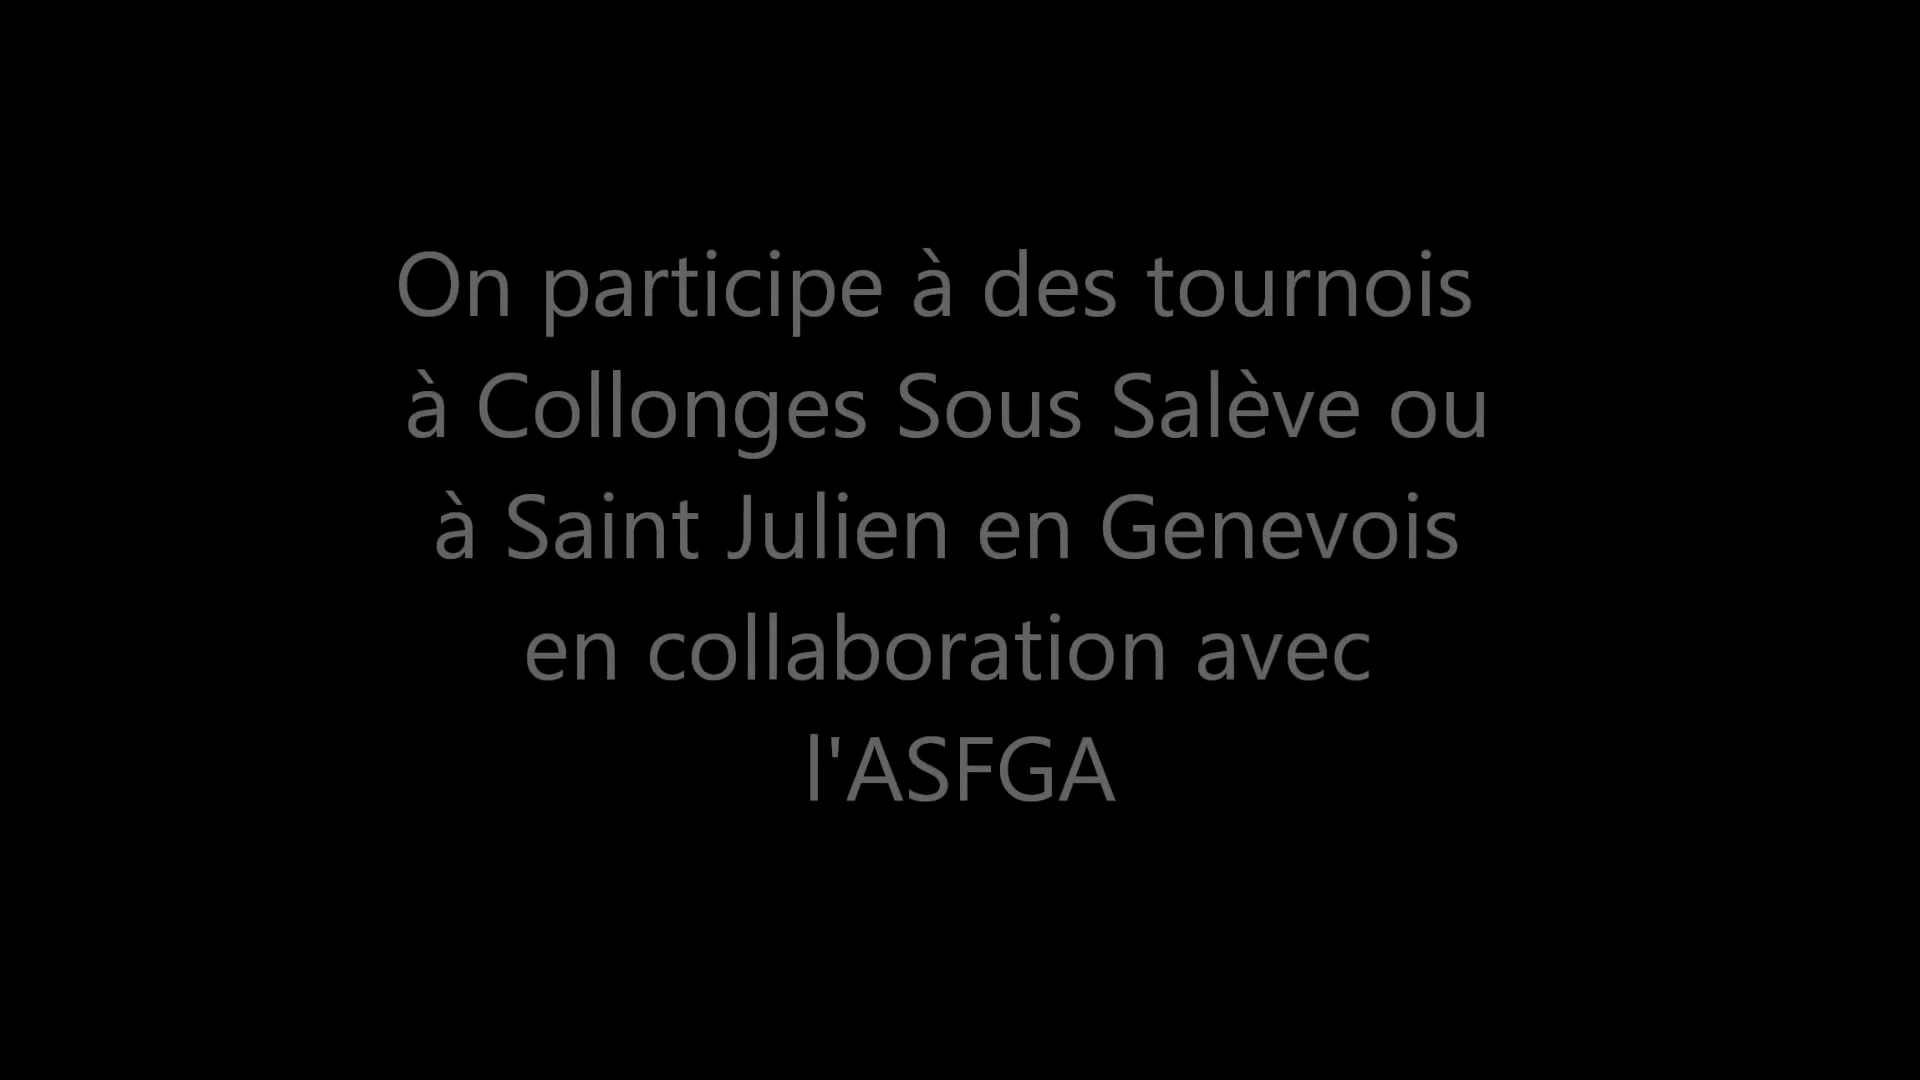 On participe à des tournois
à Collonges Sous Salève ou
à Saint Julien en Genevois
en collaboration avec
l'ASFGA